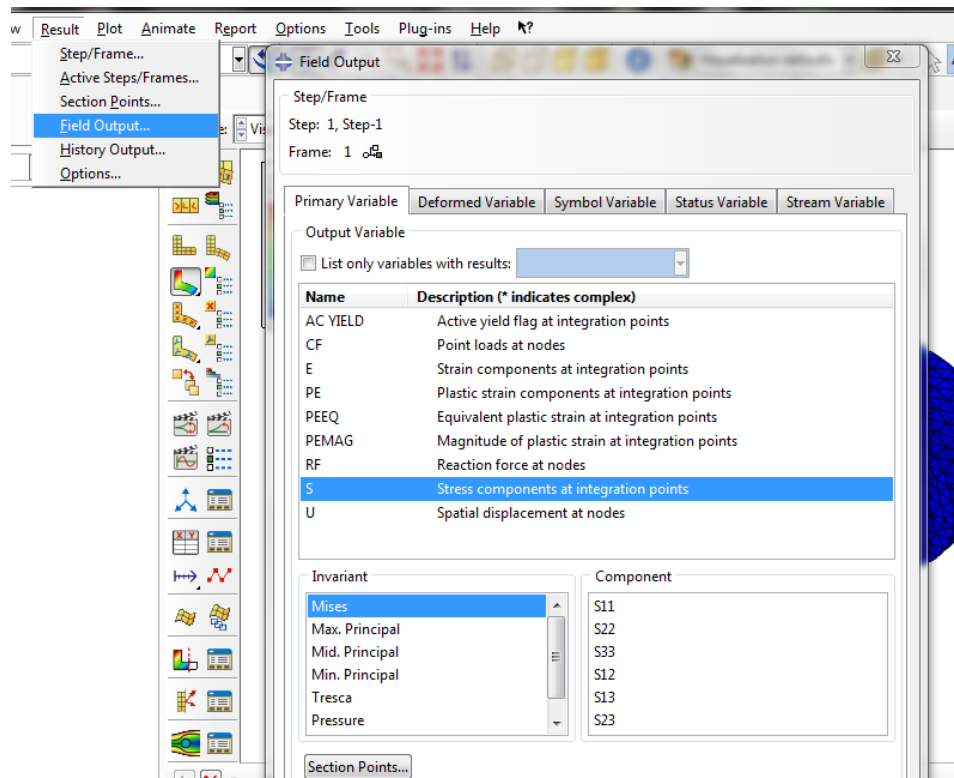 w Result Plot Animate Report Options Tools Plug-ins Help
Step/Frame...
Active Steps/Frames...
Section Points...
Field Output...
History Output...
Options...
Field Output
Step/Frame
Step: 1, Step-1
Frame: 1
Primary Variable Deformed Variable Symbol Variable Status Variable Stream Variable
Output Variable
List only variables with results:
Name Description (* indicates complex)
AC YIELD Active yield flag at integration points
CF Point loads at nodes
E Strain components at integration points
PE Plastic strain components at integration points
PEEQ Equivalent plastic strain at integration points
PEMAG Magnitude of plastic strain at integration points
RF Reaction force at nodes
S Stress components at integration points
U Spatial displacement at nodes
Invariant
Mises
Max. Principal
Mid. Principal
Min. Principal
Tresca
Pressure
Component
S11
S22
S33
S12
S13
S23
Section Points...